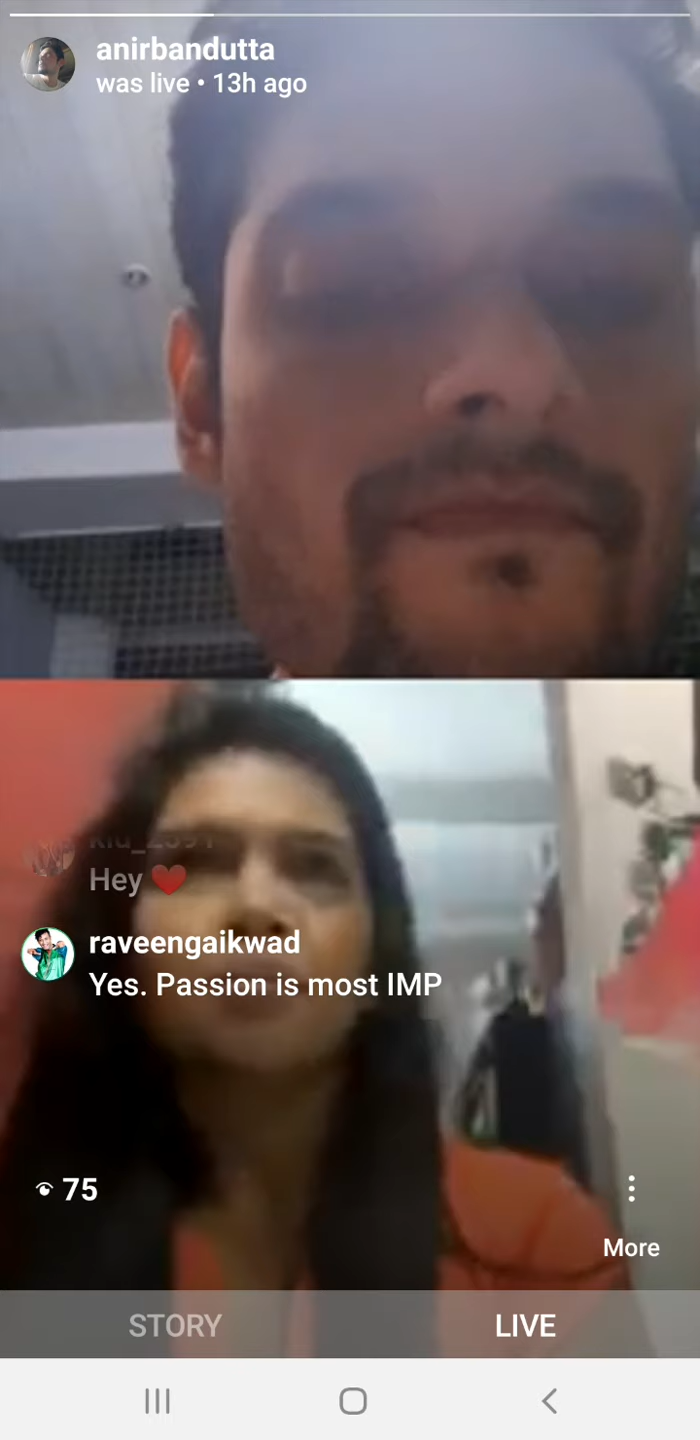 anirbandutta
was live • 13h ago
Hey ❤️
raveengaikwad
Yes. Passion is most IMP
75
More
STORY
LIVE